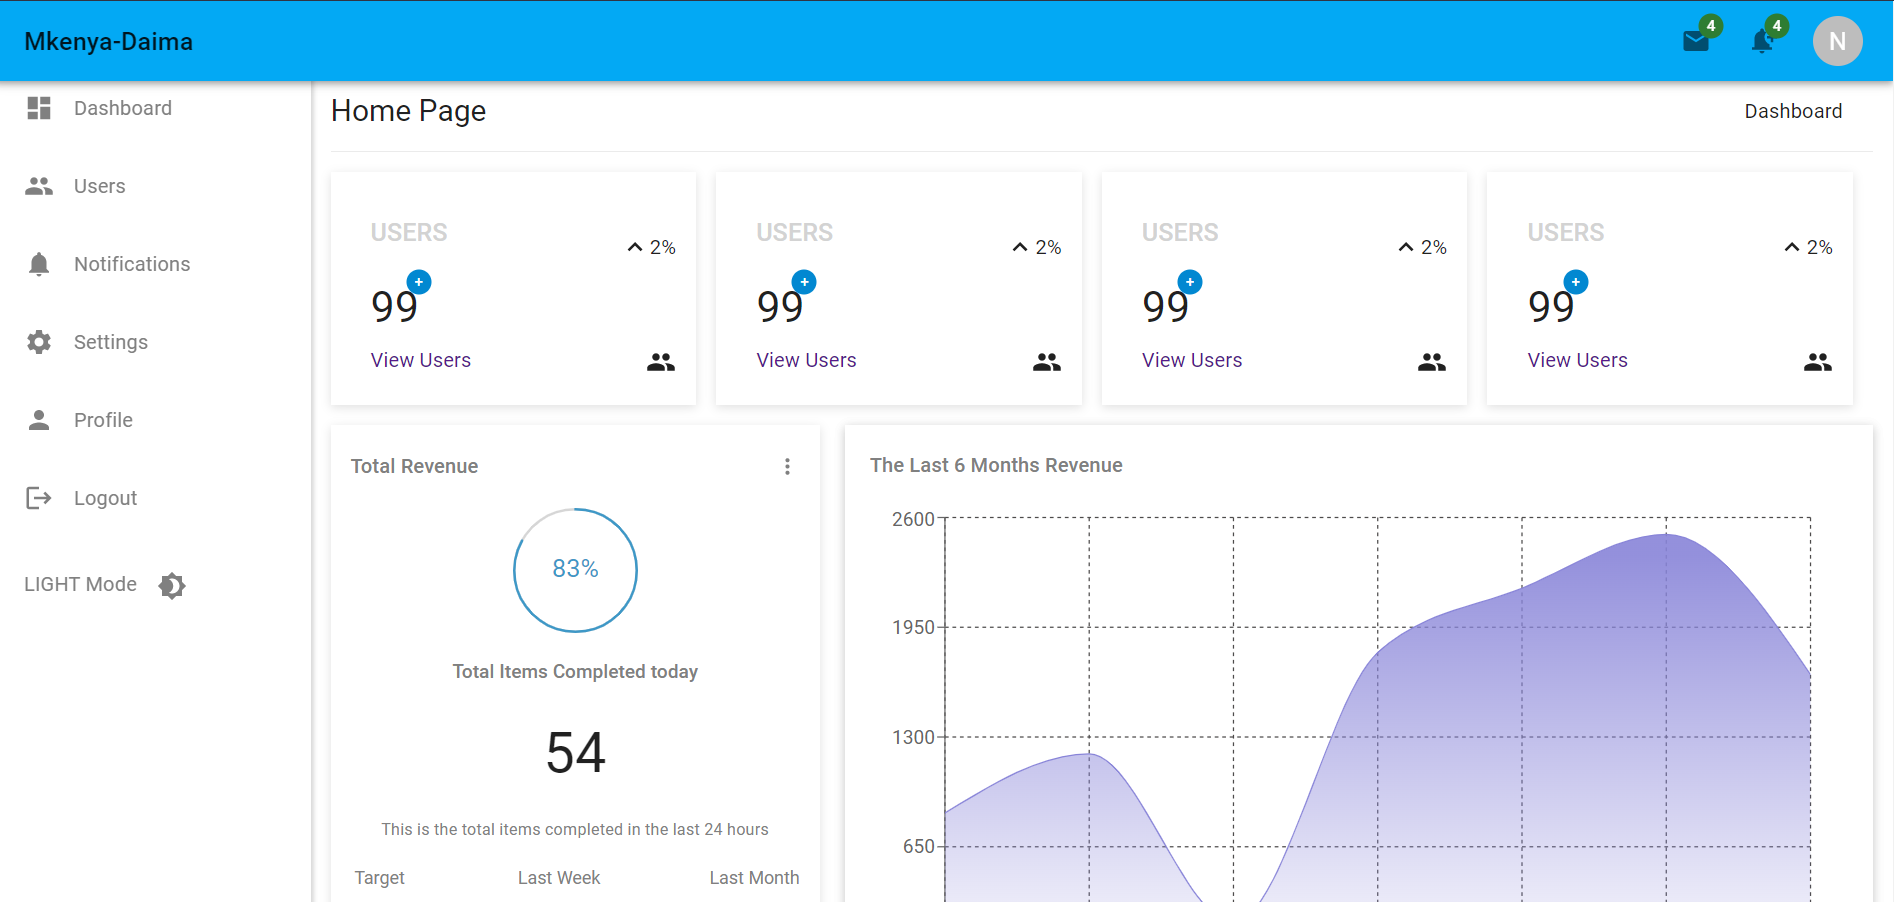 Mkenya-Daima
4
4
N
Dashboard
Users
Notifications
Settings
Profile
Logout
LIGHT Mode
Home Page
Dashboard
USERS
2%
99
+
View Users
USERS
2%
99
+
View Users
USERS
2%
99
+
View Users
USERS
2%
99
+
View Users
Total Revenue
83%
Total Items Completed today
54
This is the total items completed in the last 24 hours
Target Last Week Last Month
The Last 6 Months Revenue
2600
1950
1300
650